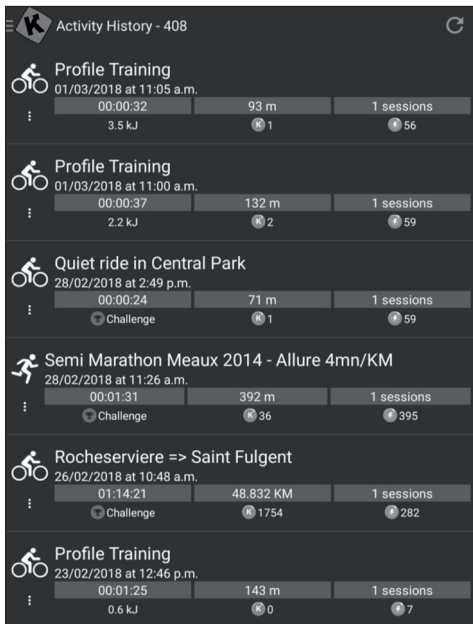 K Activity History - 408
Profile Training
01/03/2018 at 11:05 a.m.
00:00:32 93 m 1 sessions
3.5 kJ K 1 56
Profile Training
01/03/2018 at 11:00 a.m.
00:00:37 132 m 1 sessions
2.2 kJ K 2 59
Quiet ride in Central Park
28/02/2018 at 2:49 p.m.
00:00:24 71 m 1 sessions
Challenge K 1 59
Semi Marathon Meaux 2014 - Allure 4mn/KM
28/02/2018 at 11:26 a.m.
00:01:31 392 m 1 sessions
Challenge K 36 395
Rocheserviere => Saint Fulgent
26/02/2018 at 10:48 a.m.
01:14:21 48.832 KM 1 sessions
Challenge K 1754 282
Profile Training
23/02/2018 at 12:46 p.m.
00:01:25 143 m 1 sessions
0.6 kJ K 0 7